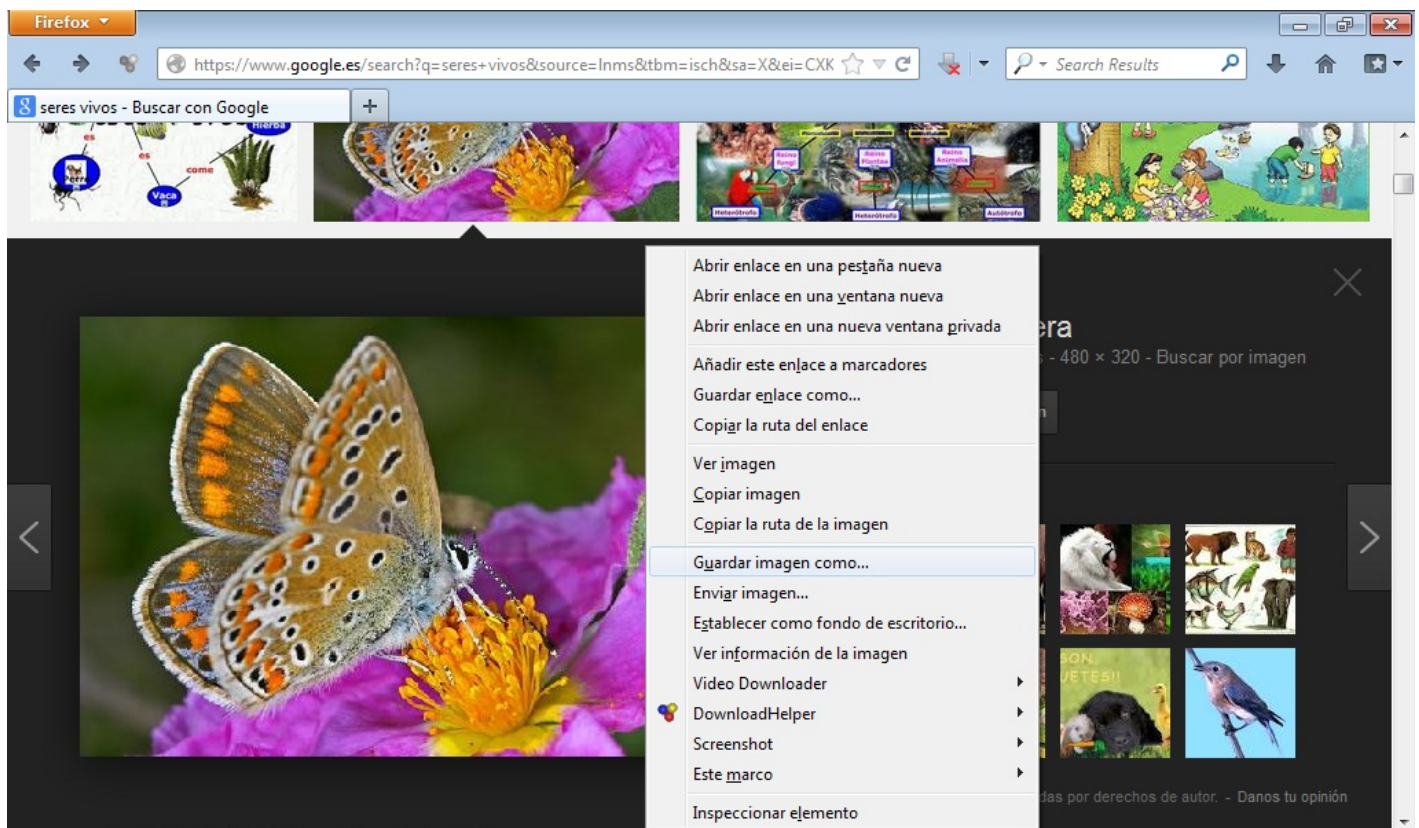 Firefox
https://www.google.es/search?q=seres+vivos&source=lnms&tbm=isch&sa=X&ei=CXK
Search Results
seres vivos - Buscar con Google
Hierba
es
es
come
Perro
Vaca
Reino Fungi
Reino Plantae
Reino Animalia
Heterótrofo
Heterótrofo
Autótrofo
Abrir enlace en una pestaña nueva
Abrir enlace en una ventana nueva
Abrir enlace en una nueva ventana privada
Añadir este enlace a marcadores
Guardar enlace como...
Copiar la ruta del enlace
Ver imagen
Copiar imagen
Copiar la ruta de la imagen
Guardar imagen como...
Enviar imagen...
Establecer como fondo de escritorio...
Ver información de la imagen
Video Downloader
DownloadHelper
Screenshot
Este marco
Inspeccionar elemento
era
s - 480 × 320 - Buscar por imagen
n
SON
UETES!!
das por derechos de autor. - Danos tu opinión